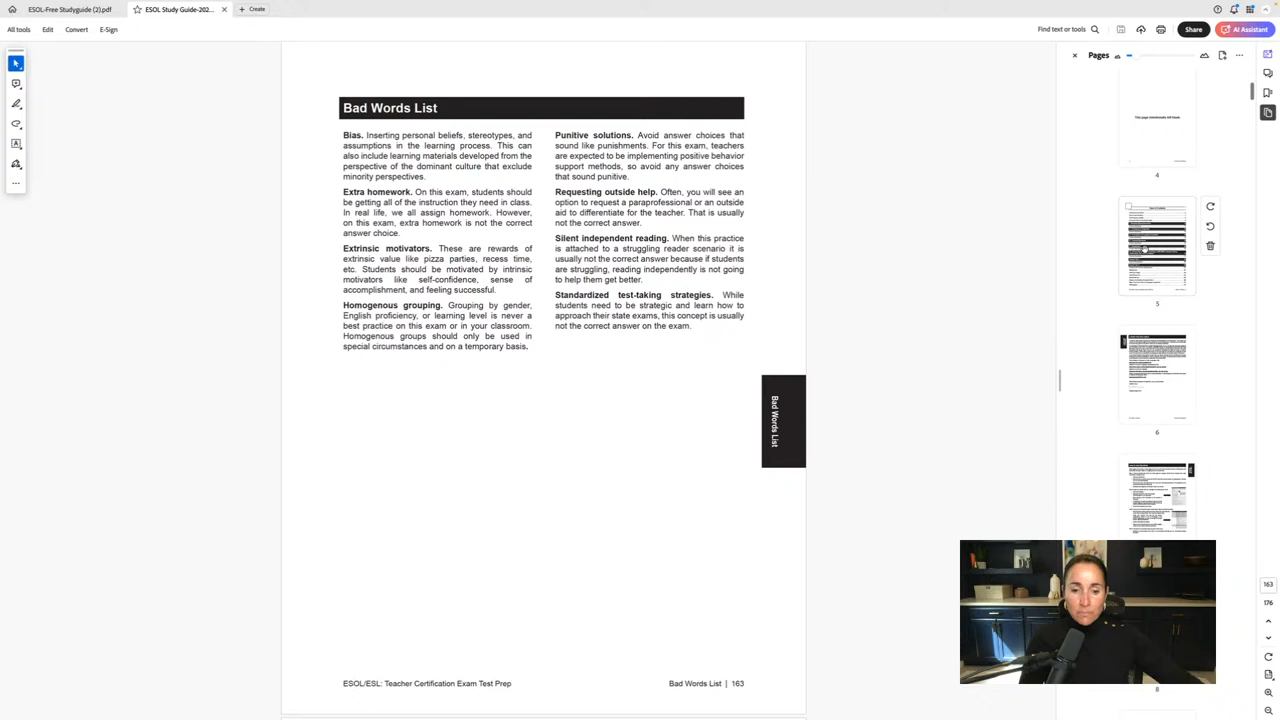 ESOL-Free Studyguide (2).pdf
ESOL Study Guide-202...
Create
All tools
Edit
Convert
E-Sign
Find text or tools
Share
AI Assistant
Bad Words List
Bias. Inserting personal beliefs, stereotypes, and
assumptions in the learning process. This can
also include learning materials developed from the
perspective of the dominant culture that exclude
minority perspectives.
Extra homework. On this exam, students should
be getting all of the instruction they need in class.
In real life, we all assign homework. However,
on this exam, extra homework is not the correct
answer choice.
Extrinsic motivators. These are rewards of
extrinsic value like pizza parties, recess time,
etc. Students should be motivated by intrinsic
motivators like self-confidence, sense of
accomplishment, and feeling successful.
Homogenous grouping. Grouping by gender,
English proficiency, or learning level is never a
best practice on this exam or in your classroom.
Homogenous groups should only be used in
special circumstances and on a temporary basis.
Punitive solutions. Avoid answer choices that
sound like punishments. For this exam, teachers
are expected to be implementing positive behavior
support methods, so avoid any answer choices
that sound punitive.
Requesting outside help. Often, you will see an
option to request a paraprofessional or an outside
aid to differentiate for the teacher. That is usually
not the correct answer.
Silent independent reading. When this practice
is attached to a struggling reader scenario it is
usually not the correct answer because if students
are struggling, reading independently is not going
to help them get better.
Standardized test-taking strategies. While
students need to be strategic and learn how to
approach their state exams, this concept is usually
not the correct answer on the exam.
Bad Words List
ESOL/ESL: Teacher Certification Exam Test Prep
Bad Words List | 163
Pages
This page intentionally left blank.
4
5
6
8
163
176